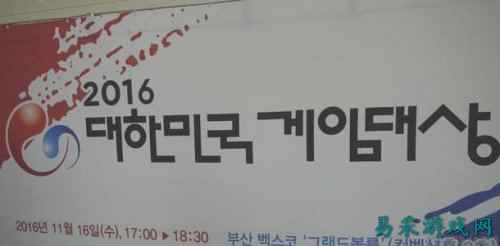 2016
대한민국 게임대상
2016년 11월 16일(수), 17:00 ▶ 18:30 부산 벡스코 '그랜드볼룸'
易采游戏网